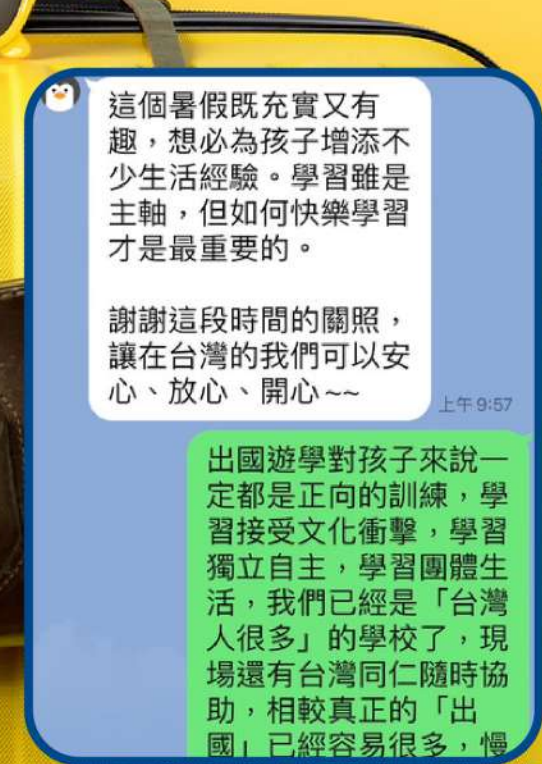 這個暑假既充實又有
趣，想必為孩子增添不
少生活經驗。學習雖是
主軸，但如何快樂學習
才是最重要的。
謝謝這段時間的關照，
讓在台灣的我們可以安
心、放心、開心~~
上午9:57
出國遊學對孩子來說一
定都是正向的訓練，學
習接受文化衝擊，學習
獨立自主，學習團體生
活，我們已經是「台灣
人很多」的學校了，現
場還有台灣同仁隨時協
助，相較真正的「出
國」已經容易很多，慢